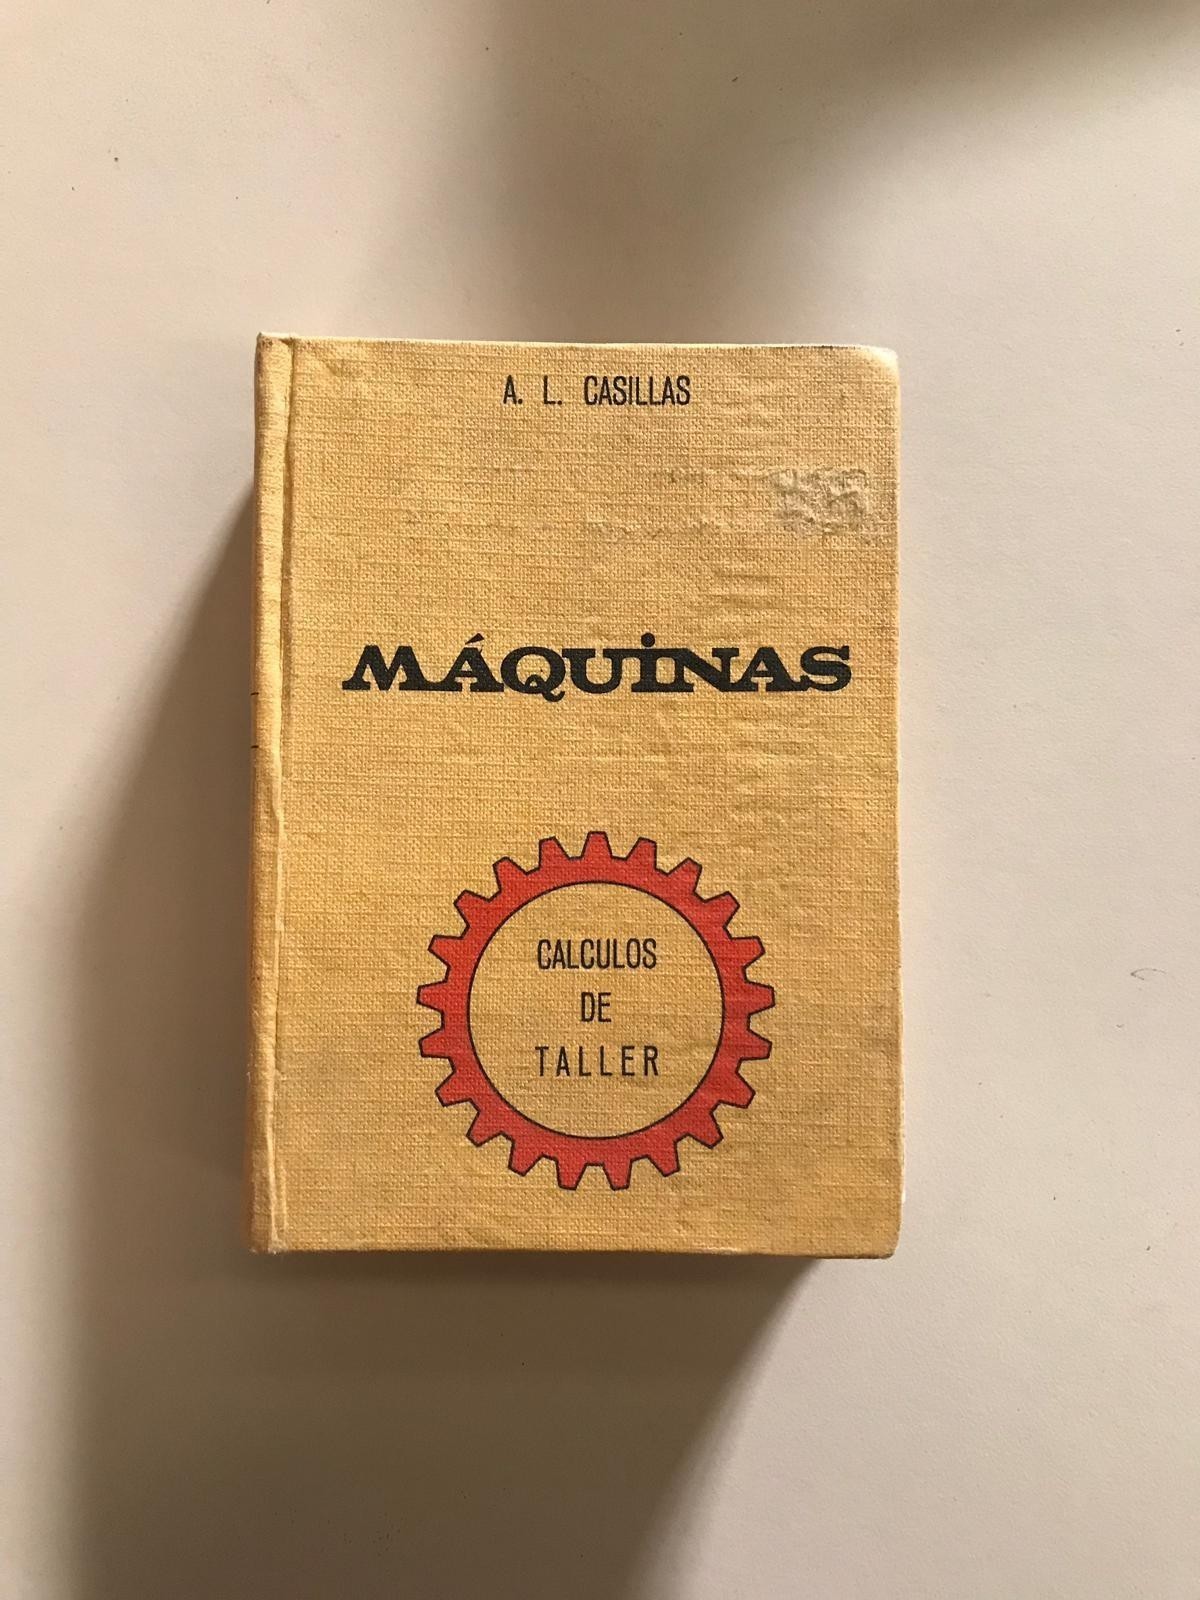 A. L. CASILLAS
MÁQUiNAS
CALCULOS
DE
TALLER